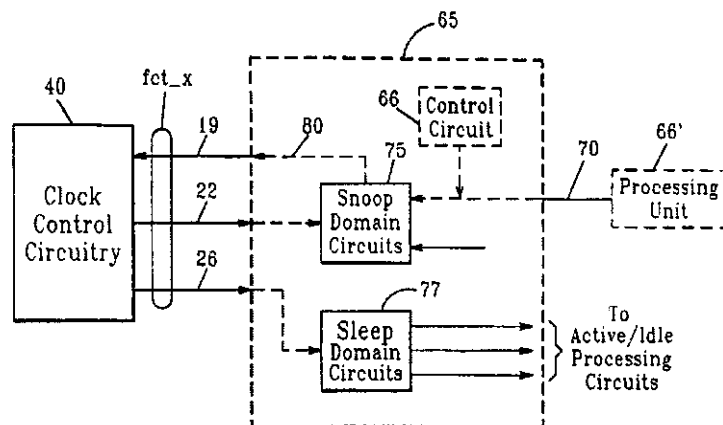 65
40
fct_x
66
Control
Circuit
66'
19
80
75
70
Processing
Unit
Clock
Control
Circuitry
22
Snoop
Domain
Circuits
26
77
Sleep
Domain
Circuits
To
Active/Idle
Processing
Circuits